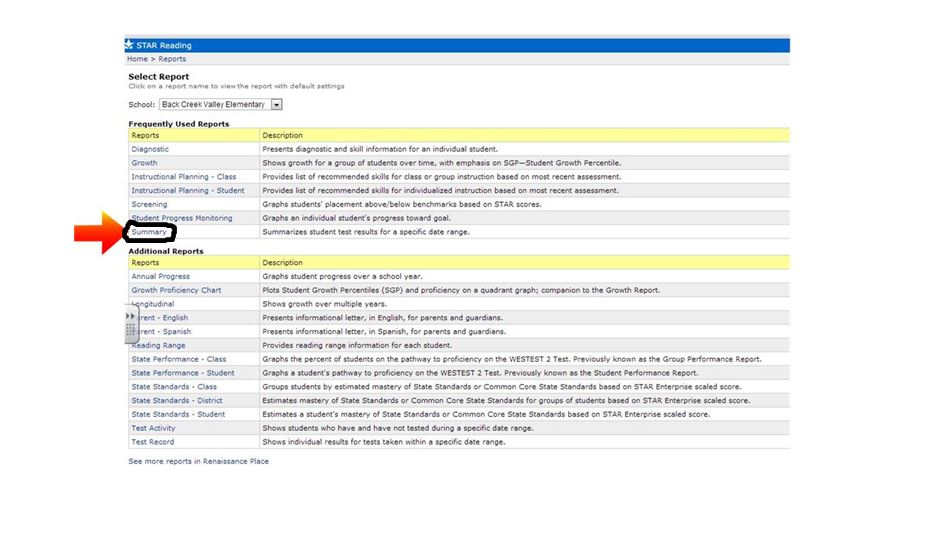 STAR Reading
Home > Reports
Select Report
Click on a report name to view the report with default settings
School: Back Creek Valley Elementary
Frequently Used Reports
Reports Description
Diagnostic Presents diagnostic and skill information for an individual student.
Growth Shows growth for a group of students over time, with emphasis on SGP—Student Growth Percentile.
Instructional Planning - Class Provides list of recommended skills for class or group instruction based on most recent assessment.
Instructional Planning - Student Provides list of recommended skills for individualized instruction based on most recent assessment.
Screening Graphs students' placement above/below benchmarks based on STAR scores.
Student Progress Monitoring Graphs an individual student's progress toward goal.
Summary Summarizes student test results for a specific date range.
Additional Reports
Reports Description
Annual Progress Graphs student progress over a school year.
Growth Proficiency Chart Plots Student Growth Percentiles (SGP) and proficiency on a quadrant graph; companion to the Growth Report.
Longitudinal Shows growth over multiple years.
Parent - English Presents informational letter, in English, for parents and guardians.
Parent - Spanish Presents informational letter, in Spanish, for parents and guardians.
Reading Range Provides reading range information for each student.
State Performance - Class Graphs the percent of students on the pathway to proficiency on the WESTEST 2 Test. Previously known as the Group Performance Report.
State Performance - Student Graphs a student's pathway to proficiency on the WESTEST 2 Test. Previously known as the Student Performance Report.
State Standards - Class Groups students by estimated mastery of State Standards or Common Core State Standards based on STAR Enterprise scaled score.
State Standards - District Estimates mastery of State Standards or Common Core State Standards for groups of students based on STAR Enterprise scaled score.
State Standards - Student Estimates a student's mastery of State Standards or Common Core State Standards based on STAR Enterprise scaled score.
Test Activity Shows students who have and have not tested during a specific date range.
Test Record Shows individual results for tests taken within a specific date range.
See more reports in Renaissance Place